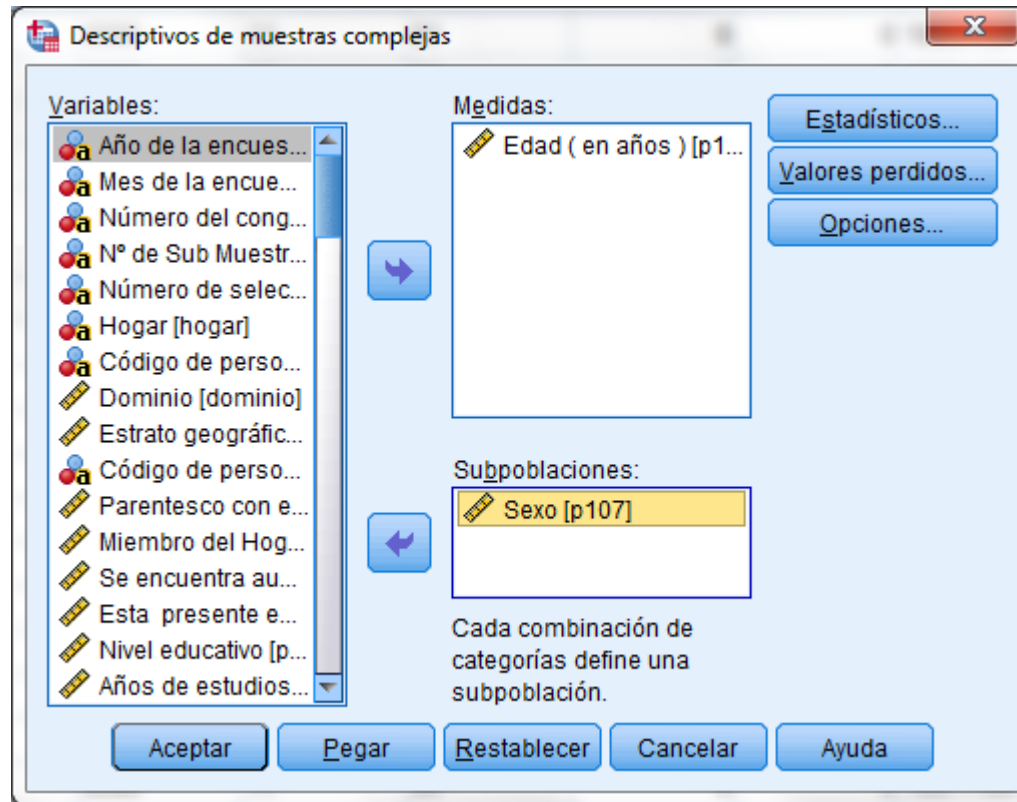 Descriptivos de muestras complejas
Variables:
Año de la encues...
Mes de la encue...
Número del cong...
Nº de Sub Muestr...
Número de selec...
Hogar [hogar]
Código de perso...
Dominio [dominio]
Estrato geográfic...
Código de perso...
Parentesco con e...
Miembro del Hog...
Se encuentra au...
Esta presente e...
Nivel educativo [p...
Años de estudios...
Medidas:
Edad ( en años ) [p1...
Subpoblaciones:
Sexo [p107]
Cada combinación de
categorías define una
subpoblación.
Estadísticos...
Valores perdidos...
Opciones...
Aceptar
Pegar
Restablecer
Cancelar
Ayuda